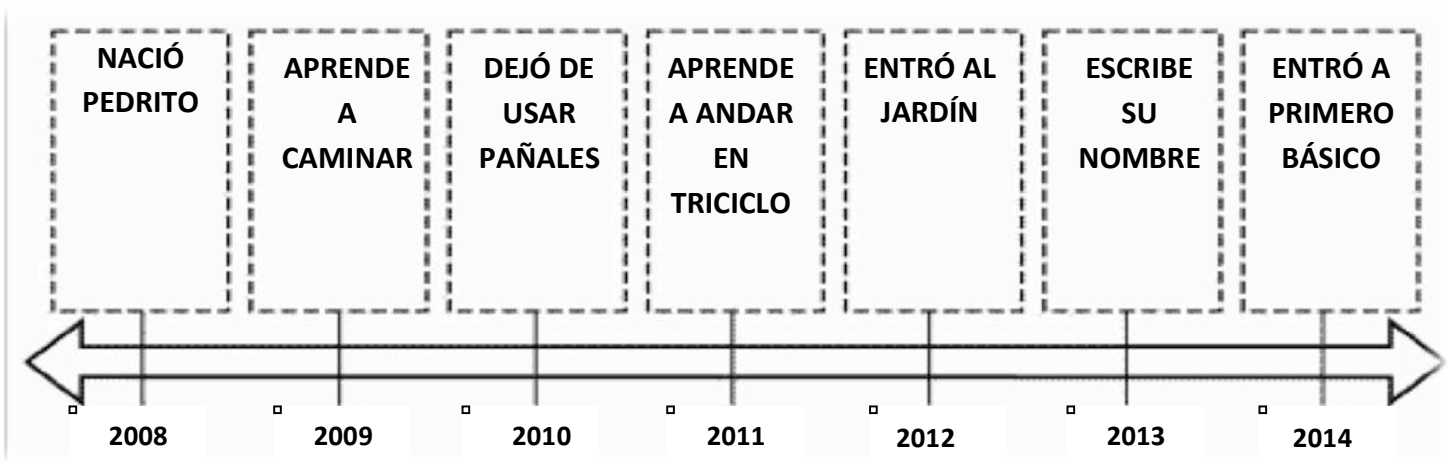 NACIÓ
PEDRITO
APRENDE
A
CAMINAR
DEJÓ DE
USAR
PAÑALES
APRENDE
A ANDAR
EN
TRICICLO
ENTRÓ AL
JARDÍN
ESCRIBE
SU
NOMBRE
ENTRÓ A
PRIMERO
BÁSICO
2008
2009
2010
2011
2012
2013
2014